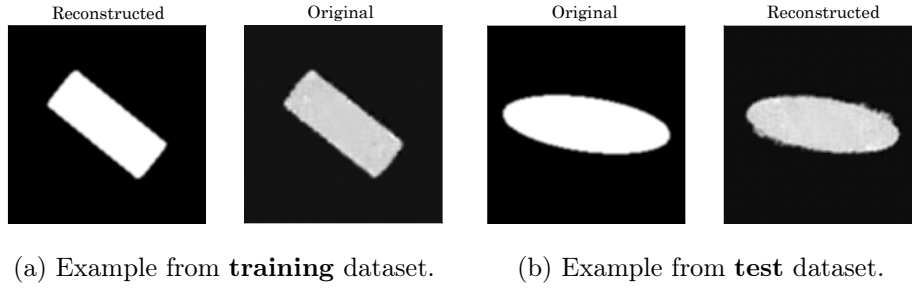 Reconstructed Original Original Reconstructed
(a) Example from training dataset. (b) Example from test dataset.